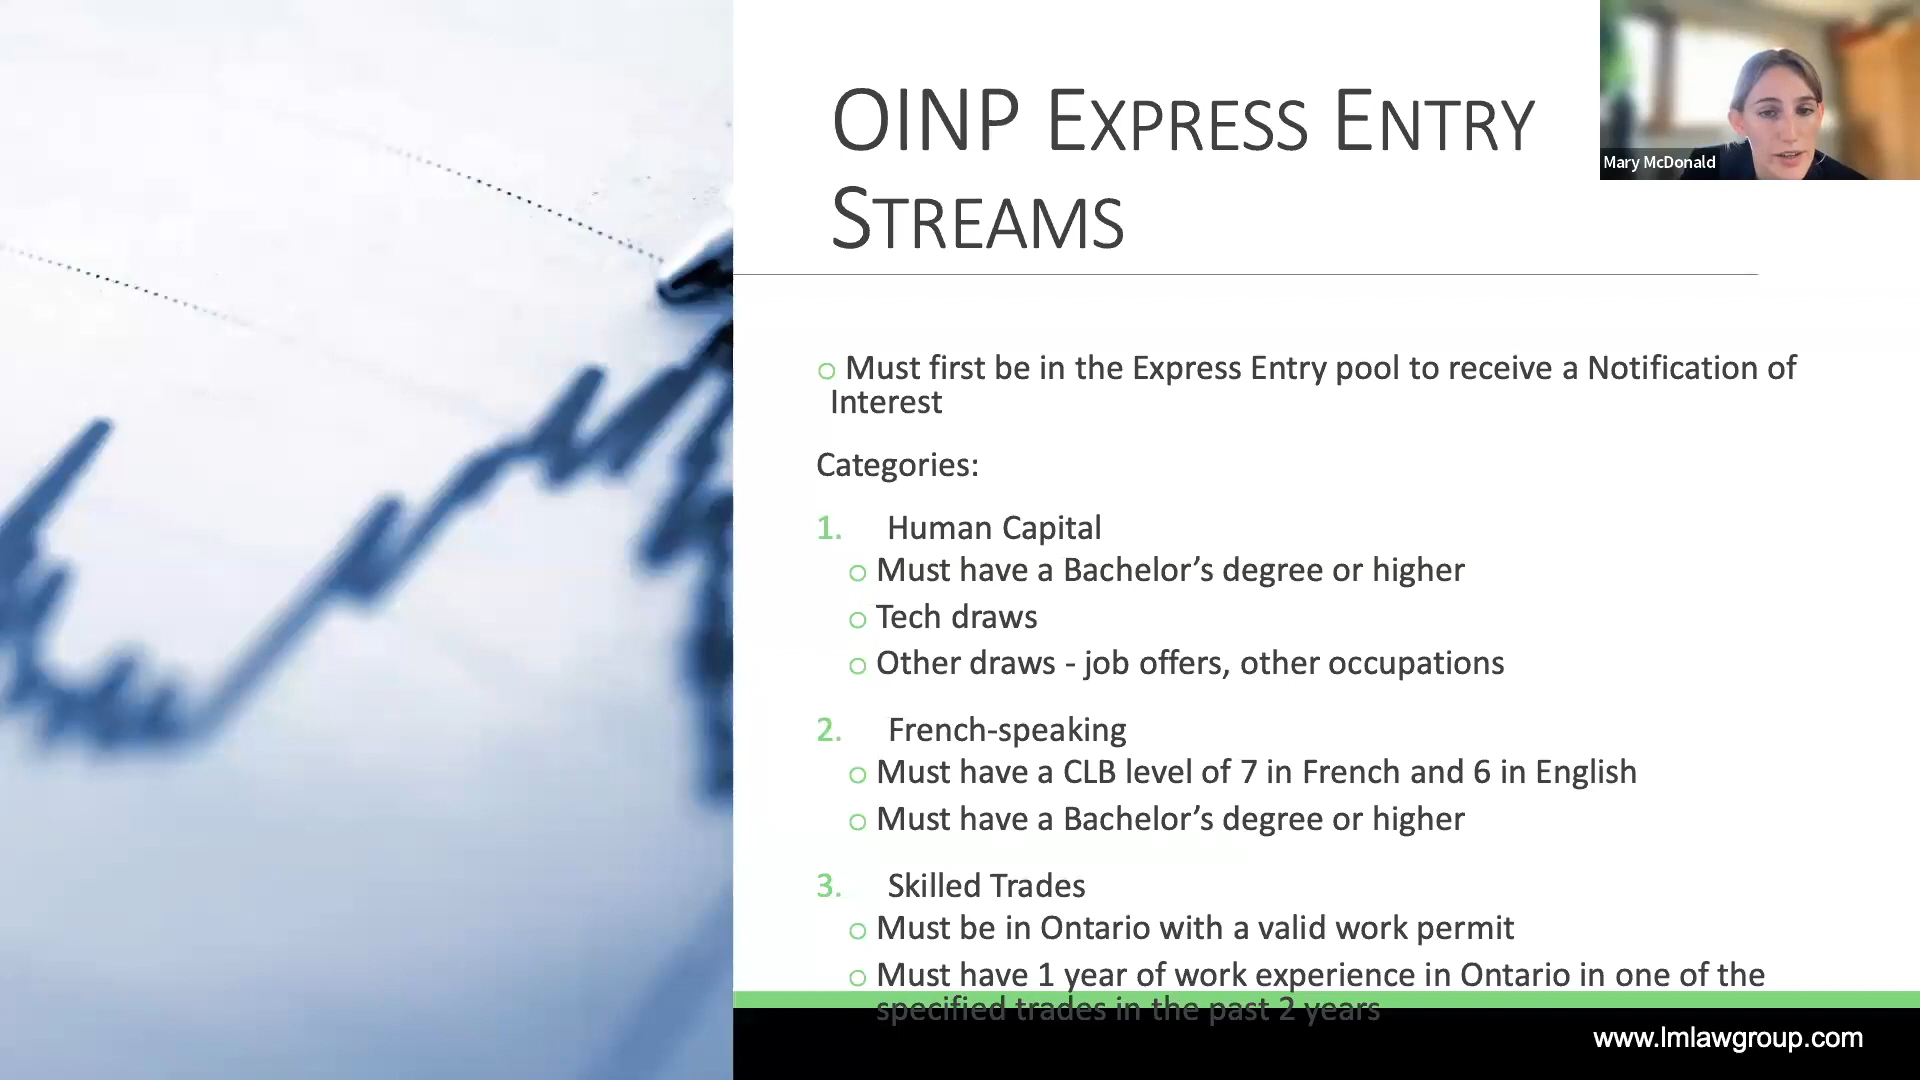 OINP EXPRESS ENTRY
STREAMS
Mary McDonald
○ Must first be in the Express Entry pool to receive a Notification of
Interest
Categories:
1. Human Capital
○ Must have a Bachelor’s degree or higher
○ Tech draws
○ Other draws - job offers, other occupations
2. French-speaking
○ Must have a CLB level of 7 in French and 6 in English
○ Must have a Bachelor’s degree or higher
3. Skilled Trades
○ Must be in Ontario with a valid work permit
○ Must have 1 year of work experience in Ontario in one of the
specified trades in the past 2 years
www.lmlawgroup.com